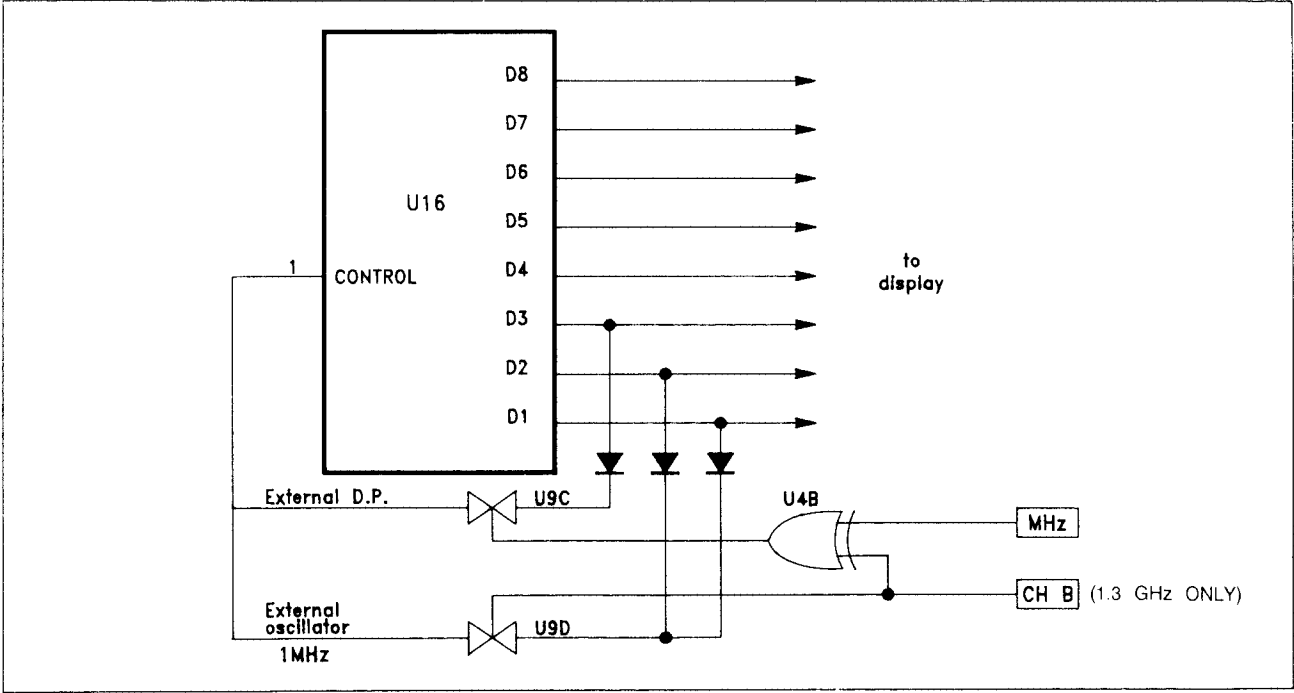 D8
D7
D6
U16
D5
to
display
1
CONTROL
D4
D3
D2
D1
External D.P.
U9C
U4B
MHz
CH B (1.3 GHz ONLY)
External
oscillator
U9D
1MHz